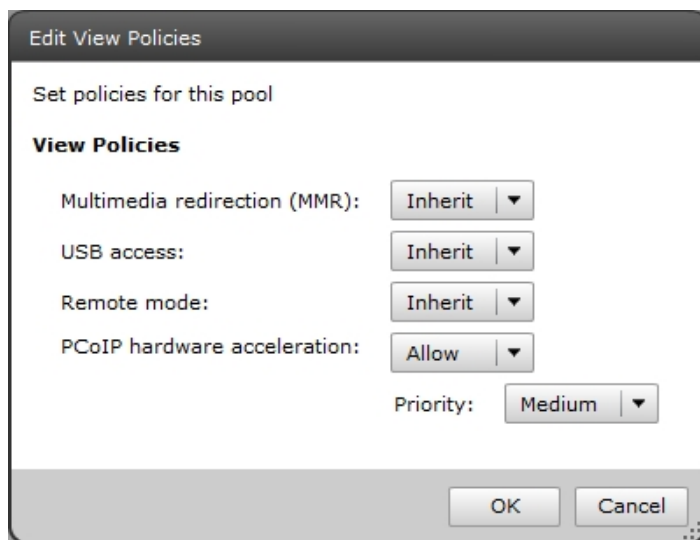 Edit View Policies
Set policies for this pool
View Policies
Multimedia redirection (MMR): Inherit
USB access: Inherit
Remote mode: Inherit
PCoIP hardware acceleration: Allow
Priority: Medium
OK Cancel